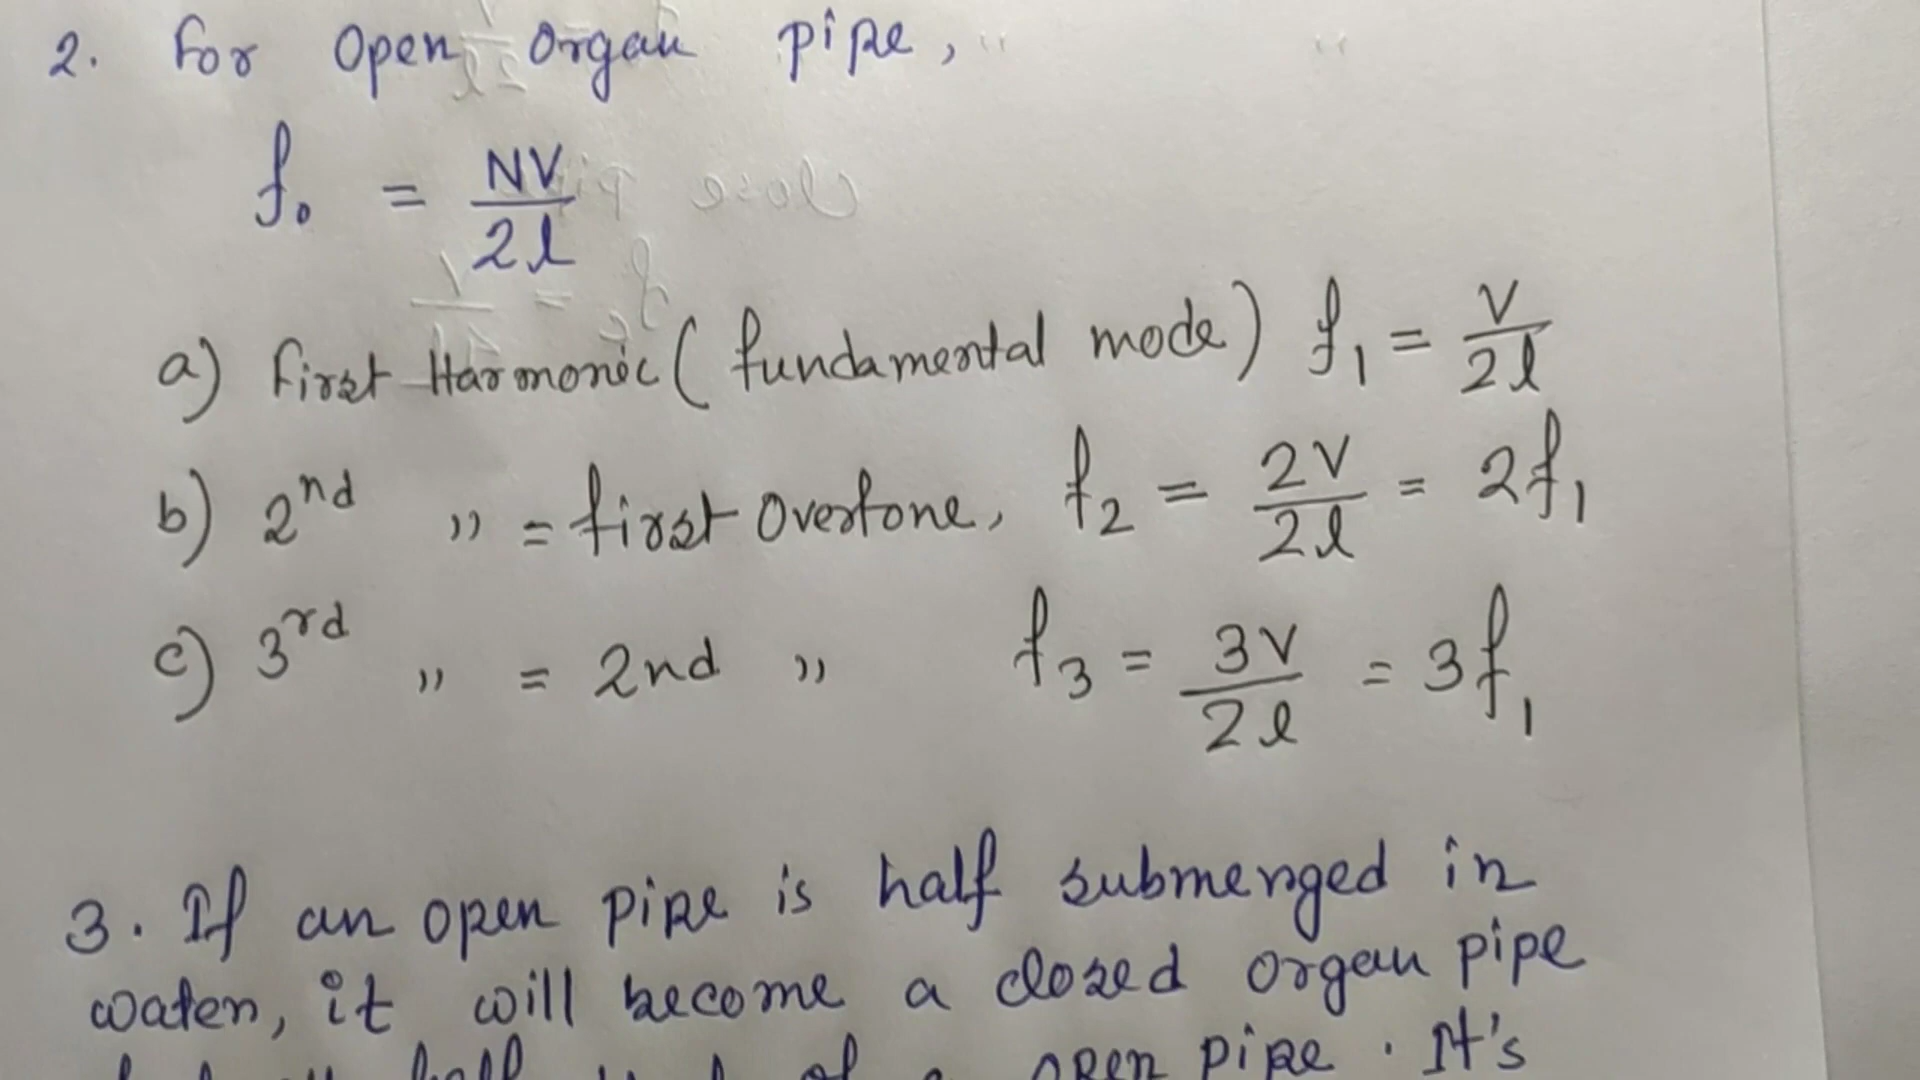 2. For Open Organ pipe,
f₀ = NV/2l
a) First Harmonic (fundamental mode) f₁ = V/2l
b) 2nd " = first Overtone, f₂ = 2V/2l = 2f₁
c) 3rd " = 2nd " f₃ = 3V/2l = 3f₁
3. If an open pipe is half submerged in
water, it will become a closed organ pipe
half of open pipe. It's